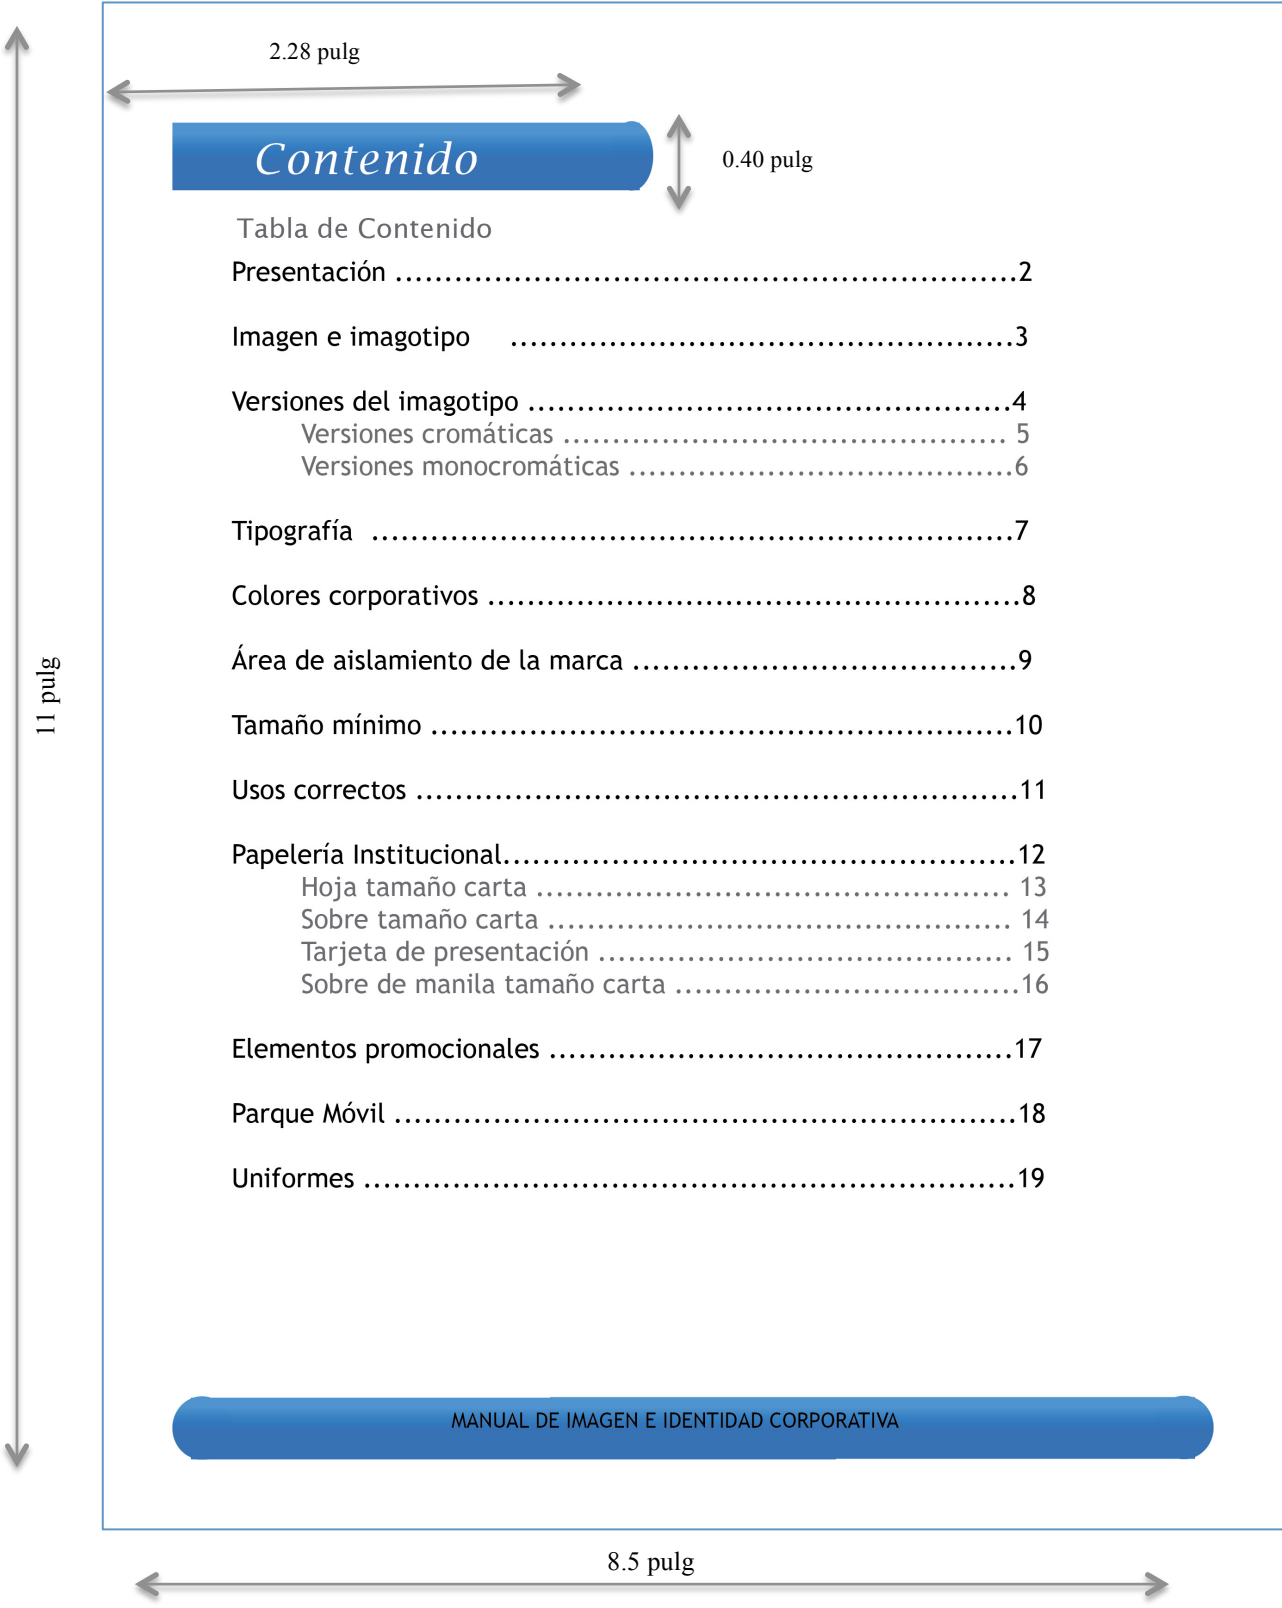 2.28 pulg
Contenido
0.40 pulg
Tabla de Contenido
Presentación ...............................................................2
Imagen e imagotipo ...................................................3
Versiones del imagotipo .................................................4
Versiones cromáticas ............................................. 5
Versiones monocromáticas .......................................6
Tipografía .................................................................7
Colores corporativos ......................................................8
Área de aislamiento de la marca .......................................9
Tamaño mínimo ...........................................................10
Usos correctos .............................................................11
Papelería Institucional....................................................12
Hoja tamaño carta ................................................ 13
Sobre tamaño carta ............................................... 14
Tarjeta de presentación .......................................... 15
Sobre de manila tamaño carta ...................................16
Elementos promocionales ...............................................17
Parque Móvil ...............................................................18
Uniformes ..................................................................19
11 pulg
MANUAL DE IMAGEN E IDENTIDAD CORPORATIVA
8.5 pulg